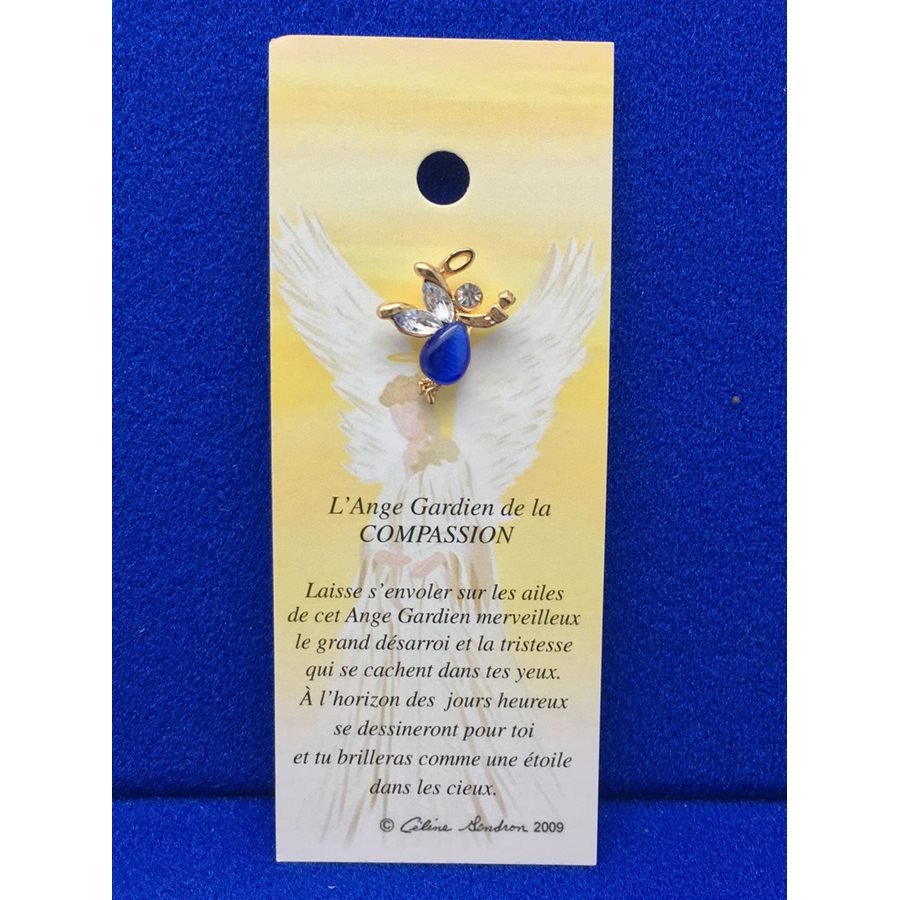 L'Ange Gardien de la
COMPASSION
Laisse s'envoler sur les ailes
de cet Ange Gardien merveilleux
le grand désarroi et la tristesse
qui se cachent dans tes yeux.
À l'horizon des jours heureux
se dessineront pour toi
et tu brilleras comme une étoile
dans les cieux.
© Céline Gendron 2009